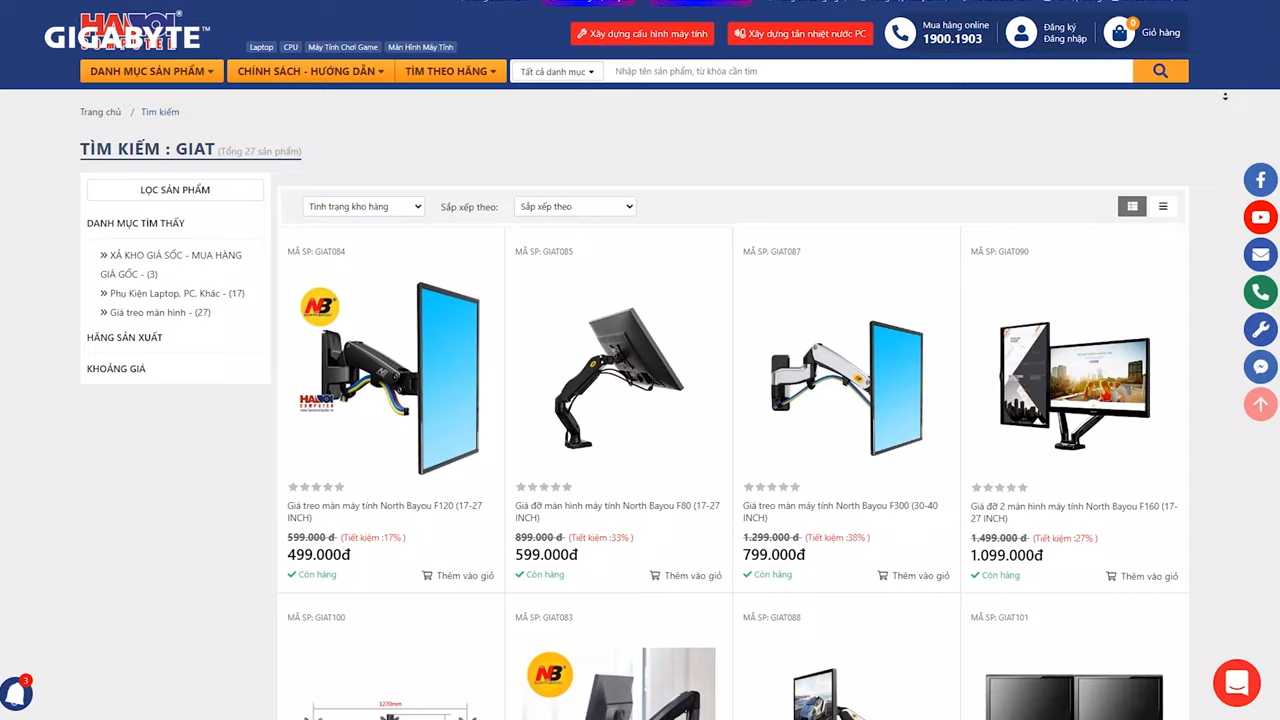 GIGABYTE™
HANOI
COMPUTER
Laptop
CPU
Máy Tính Chơi Game
Màn Hình Máy Tính
Xây dựng cấu hình máy tính
Xây dựng tản nhiệt nước PC
Mua hàng online
1900.1903
Đăng ký
Đăng nhập
0
Giỏ hàng
DANH MỤC SẢN PHẨM
CHÍNH SÁCH - HƯỚNG DẪN
TÌM THEO HÃNG
Tất cả danh mục
Nhập tên sản phẩm, từ khóa cần tìm
Trang chủ / Tìm kiếm
TÌM KIẾM : GIAT (Tổng 27 sản phẩm)
LỌC SẢN PHẨM
DANH MỤC TÌM THẤY
» XẢ KHO GIÁ SỐC - MUA HÀNG
GIÁ GỐC - (3)
» Phụ Kiện Laptop, PC, Khác - (17)
» Giá treo màn hình - (27)
HÃNG SẢN XUẤT
KHOẢNG GIÁ
Tình trạng kho hàng
Sắp xếp theo:
Sắp xếp theo
MÃ SP: GIAT084
NB
NORTH BAYOU
HANOI
COMPUTER
Giá treo màn máy tính North Bayou F120 (17-27
INCH)
599.000 đ (Tiết kiệm :17% )
499.000đ
Còn hàng
Thêm vào giỏ
MÃ SP: GIAT085
Giá đỡ màn hình máy tính North Bayou F80 (17-27
INCH)
899.000 đ (Tiết kiệm :33% )
599.000đ
Còn hàng
Thêm vào giỏ
MÃ SP: GIAT087
Giá treo màn máy tính North Bayou F300 (30-40
INCH)
1.299.000 đ (Tiết kiệm :38% )
799.000đ
Còn hàng
Thêm vào giỏ
MÃ SP: GIAT090
Giá đỡ 2 màn hình máy tính North Bayou F160 (17-
27 INCH)
1.499.000 đ (Tiết kiệm :27% )
1.099.000đ
Còn hàng
Thêm vào giỏ
MÃ SP: GIAT100
1270mm
MÃ SP: GIAT083
NB
NORTH BAYOU
MÃ SP: GIAT088
MÃ SP: GIAT101
3